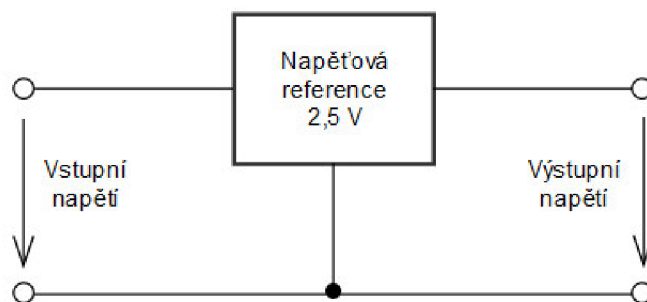 Napěťová
reference
2,5 V
Vstupní
napětí
Výstupní
napětí